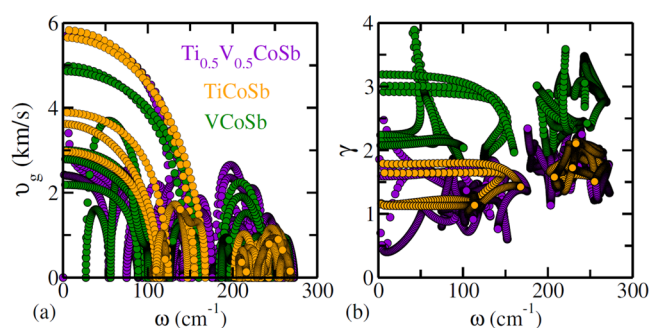 6
4
2
0
υg (km/s)
Ti0.5V0.5CoSb
TiCoSb
VCoSb
0 100 200 300
(a) ω (cm-1)
4
3
2
1
0
γ
0 100 200 300
(b) ω (cm-1)